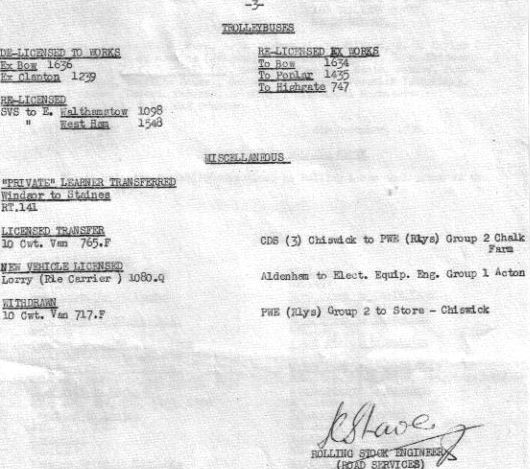 -3-
TROLLEYBUSES
DE-LICENSED TO WORKS
Ex Bow 1636
Ex Clapton 1239
RE-LICENSED EX WORKS
To Bow 1634
To Poplar 1435
To Highgate 747
RE-LICENSED
SVS to E. Walthamstow 1098
" West Ham 1548
MISCELLANEOUS
"PRIVATE" LEARNER TRANSFERRED
Windsor to Staines
RT.141
LICENSED TRANSFER
10 Cwt. Van 765.F CDS (3) Chiswick to PWE (Rlys) Group 2 Chalk
Farm
NEW VEHICLE LICENSED
Lorry (Ple Carrier ) 1080.Q Aldenham to Elect. Equip. Eng. Group 1 Acton
WITHDRAWN
10 Cwt. Van 717.F PWE (Rlys) Group 2 to Store - Chiswick
ROLLING STOCK ENGINEER
(ROAD SERVICES)